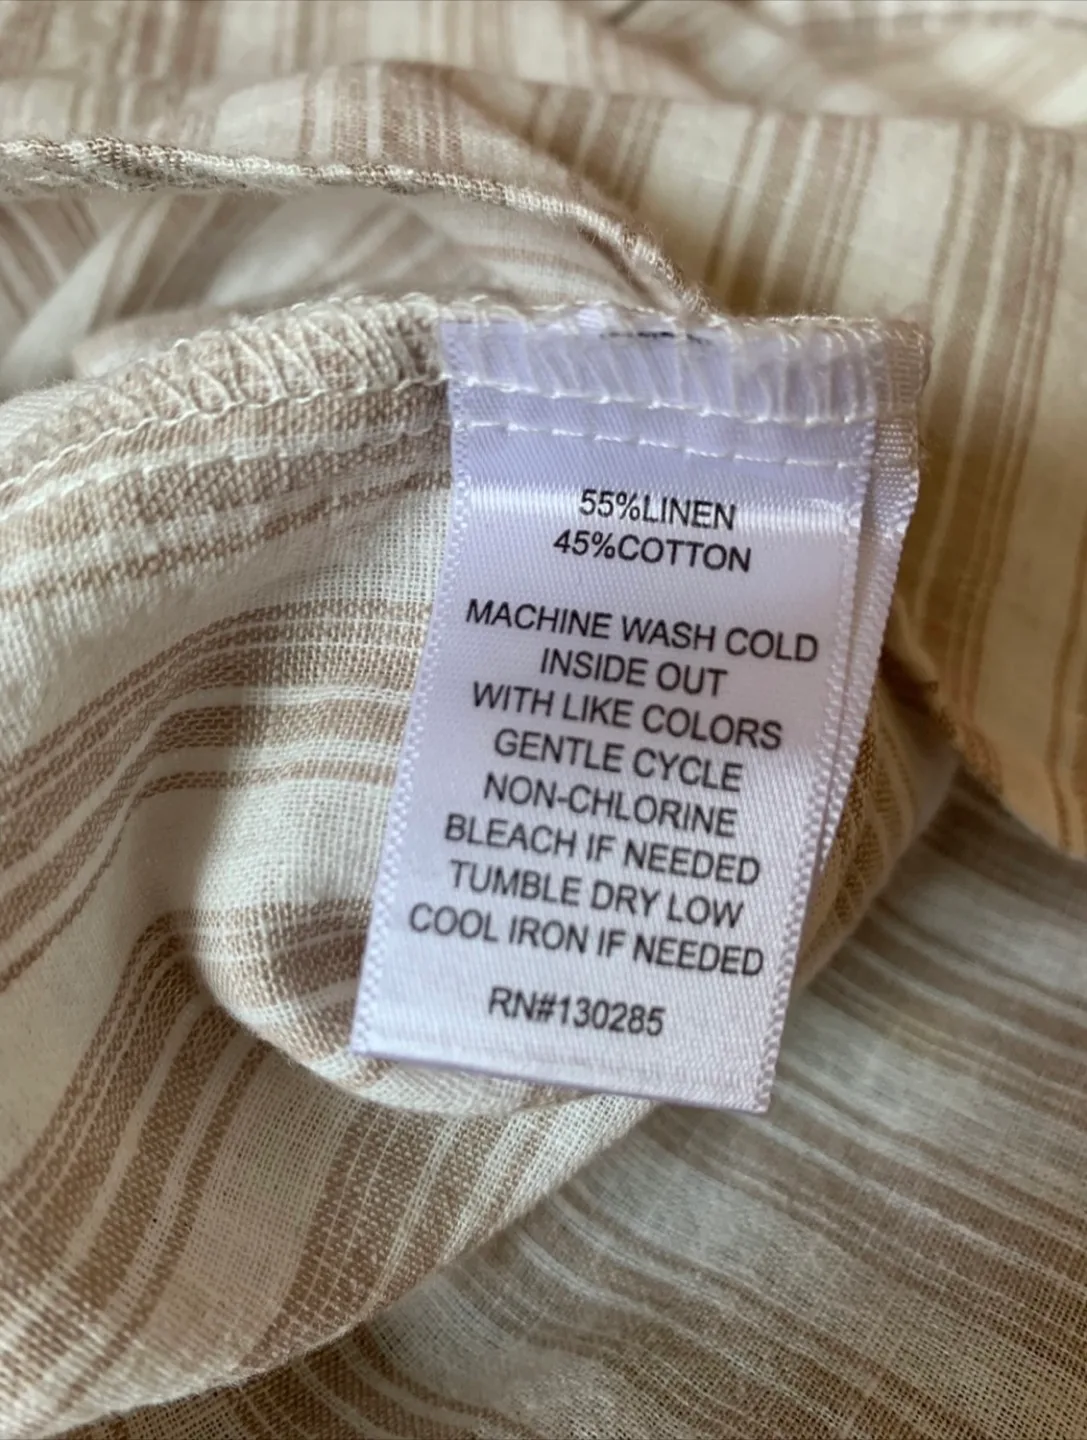 55%LINEN
45%COTTON
MACHINE WASH COLD
INSIDE OUT
WITH LIKE COLORS
GENTLE CYCLE
NON-CHLORINE
BLEACH IF NEEDED
TUMBLE DRY LOW
COOL IRON IF NEEDED
RN#130285